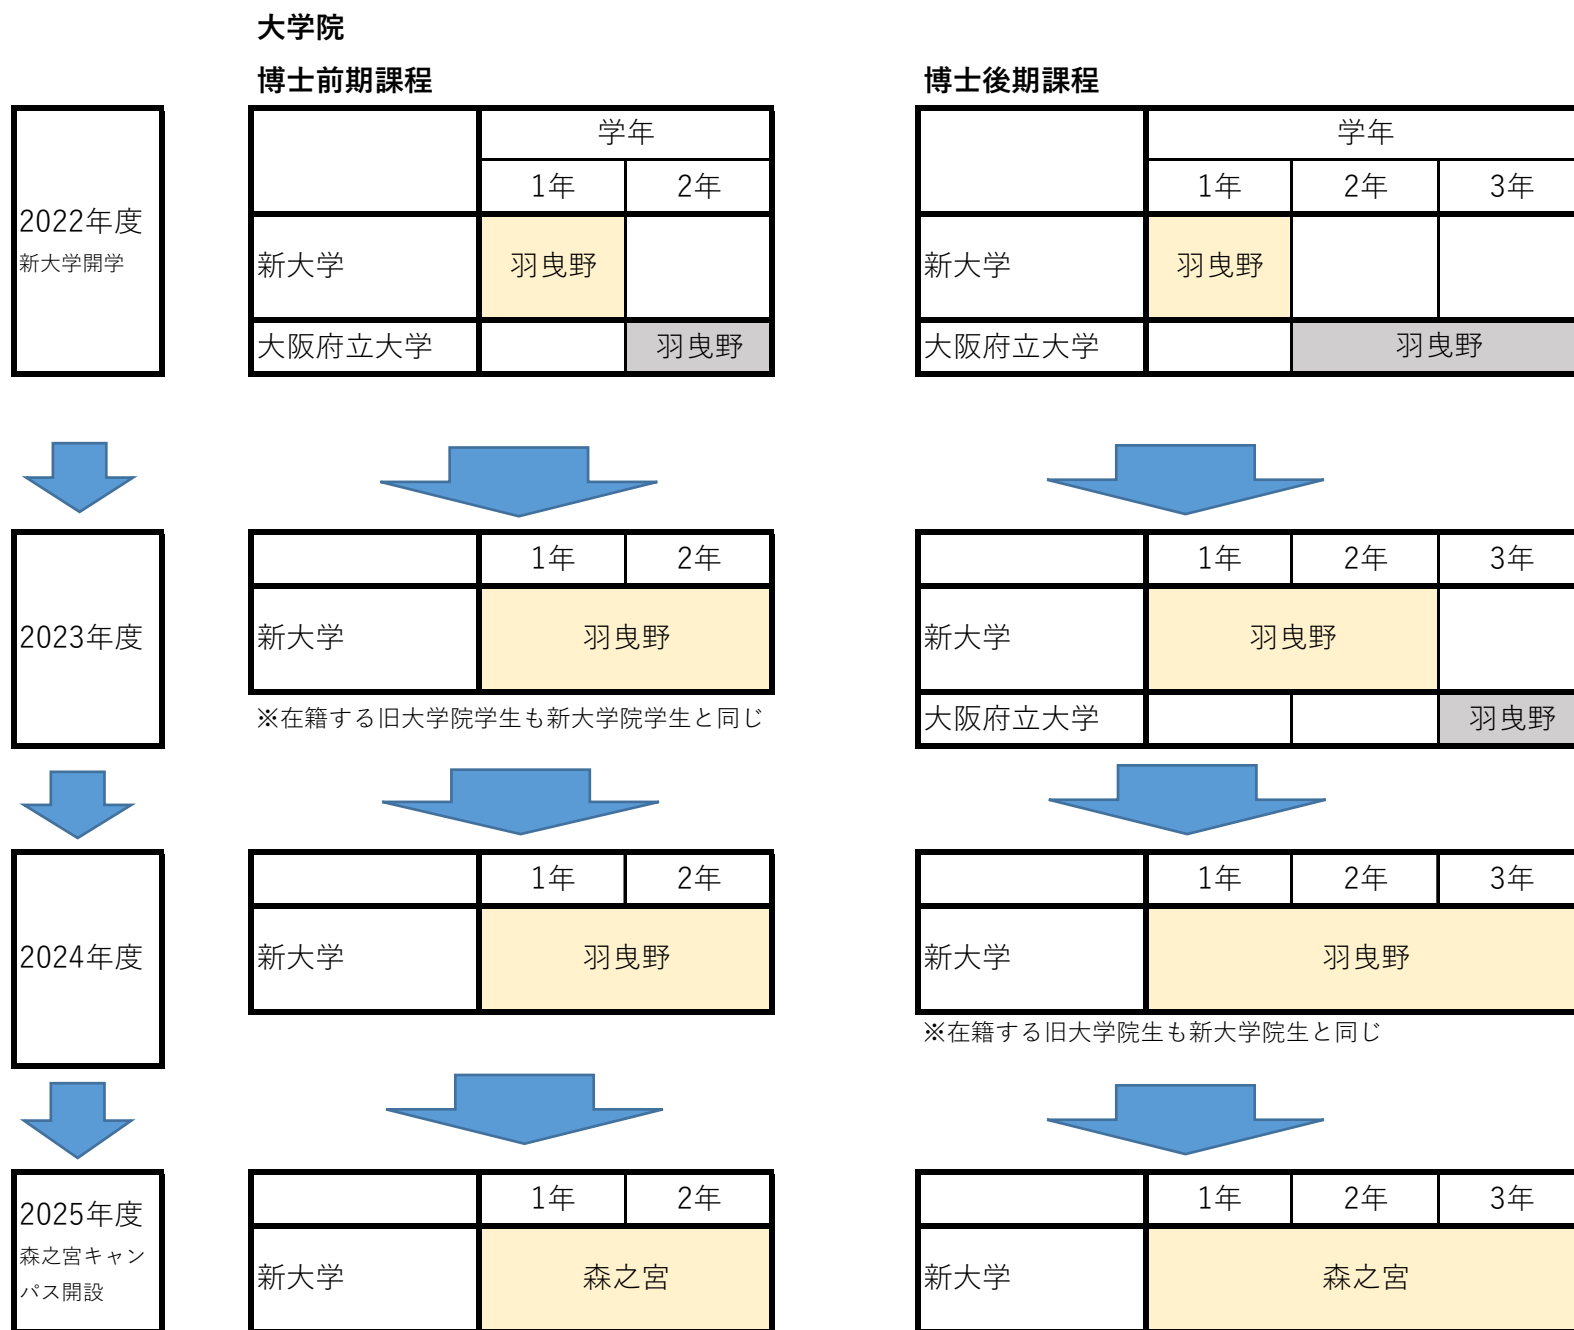 大学院
博士前期課程
博士後期課程
2022年度
新大学開学
学年
1年 2年
新大学 羽曳野
大阪府立大学 羽曳野
学年
1年 2年 3年
新大学 羽曳野
大阪府立大学 羽曳野
2023年度
1年 2年
新大学 羽曳野
※在籍する旧大学院学生も新大学院学生と同じ
1年 2年 3年
新大学 羽曳野
大阪府立大学 羽曳野
2024年度
1年 2年
新大学 羽曳野
1年 2年 3年
新大学 羽曳野
※在籍する旧大学院生も新大学院生と同じ
2025年度
森之宮キャン
パス開設
1年 2年
新大学 森之宮
1年 2年 3年
新大学 森之宮